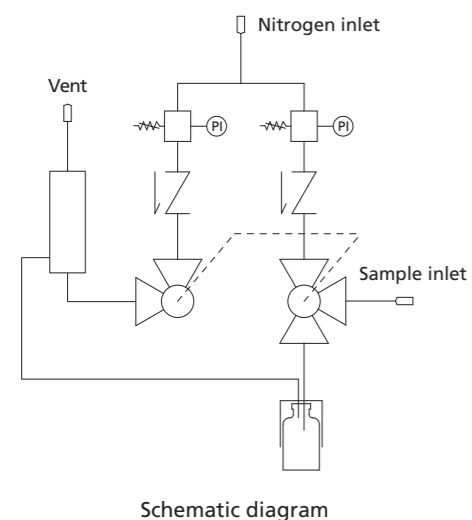 Nitrogen inlet
Vent
PI
PI
Sample inlet
Schematic diagram